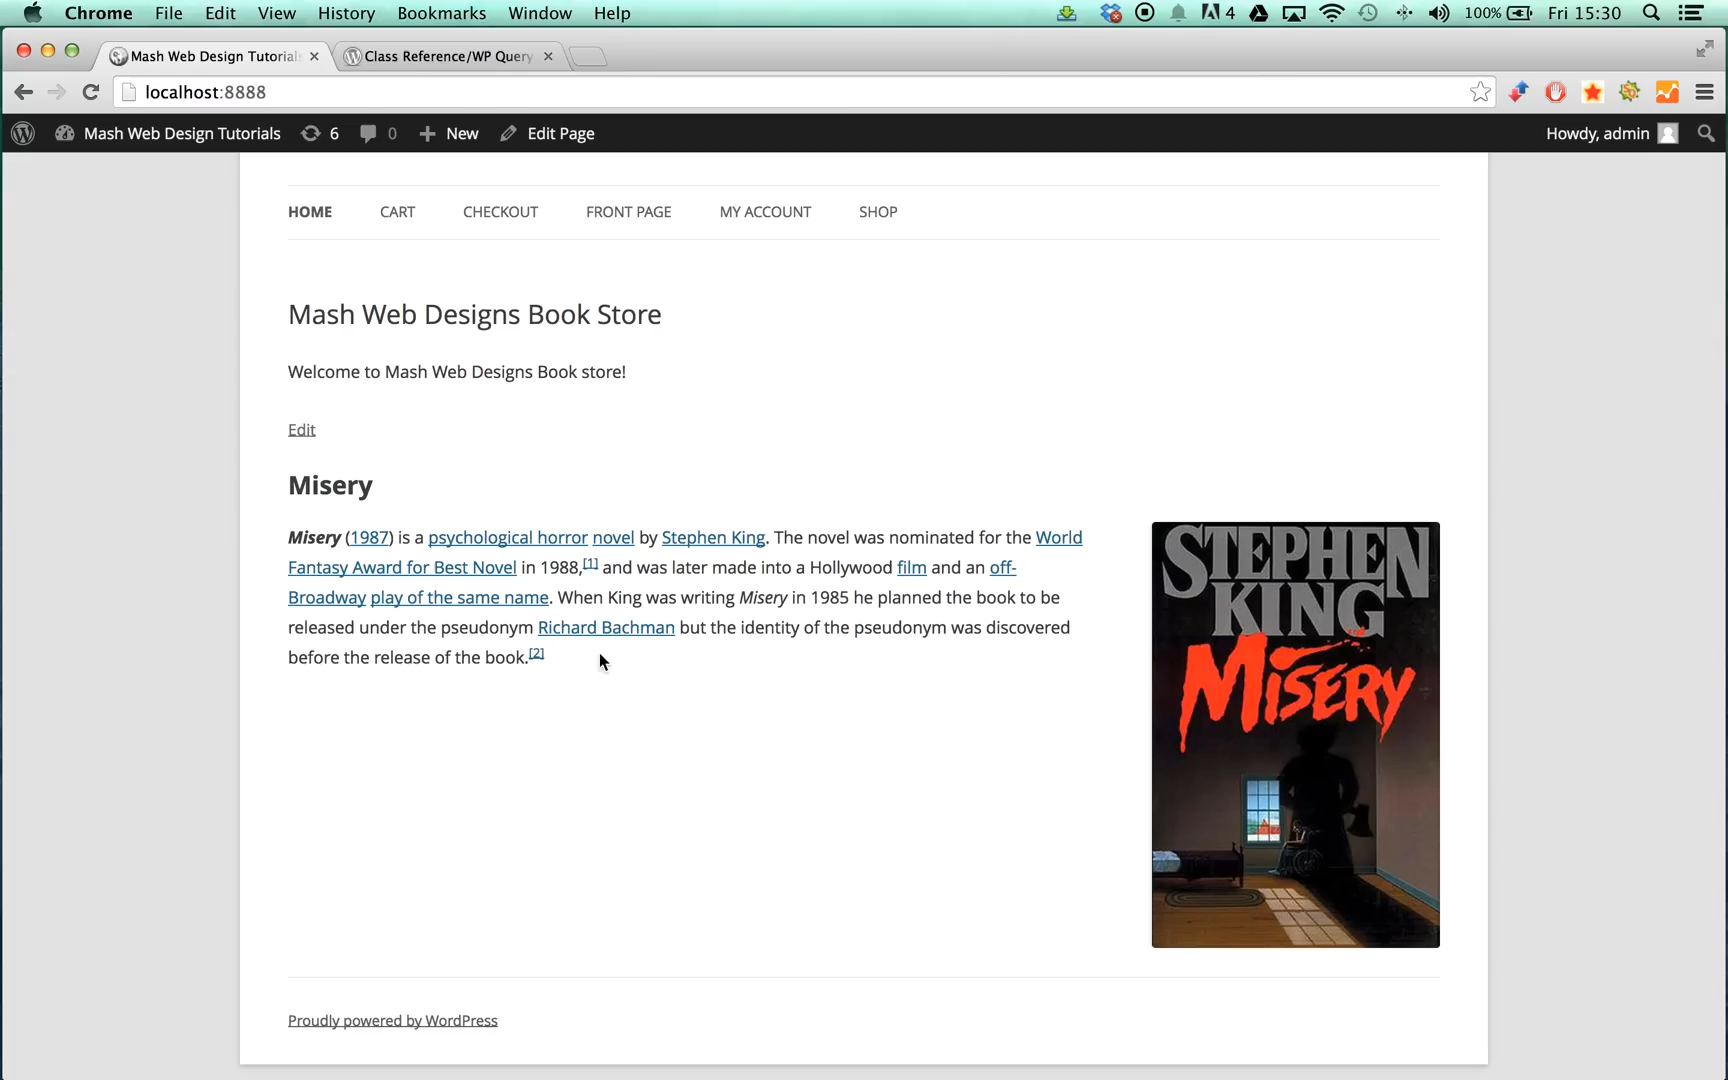 Chrome File Edit View History Bookmarks Window Help 4 100% Fri 15:30
Mash Web Design Tutorials Class Reference/WP Query
localhost:8888
Mash Web Design Tutorials 6 0 New Edit Page Howdy, admin
HOME CART CHECKOUT FRONT PAGE MY ACCOUNT SHOP
Mash Web Designs Book Store
Welcome to Mash Web Designs Book store!
Edit
Misery
Misery (1987) is a psychological horror novel by Stephen King. The novel was nominated for the World
Fantasy Award for Best Novel in 1988,[1] and was later made into a Hollywood film and an off-
Broadway play of the same name. When King was writing Misery in 1985 he planned the book to be
released under the pseudonym Richard Bachman but the identity of the pseudonym was discovered
before the release of the book.[2]
STEPHEN
KING
MISERY
Proudly powered by WordPress